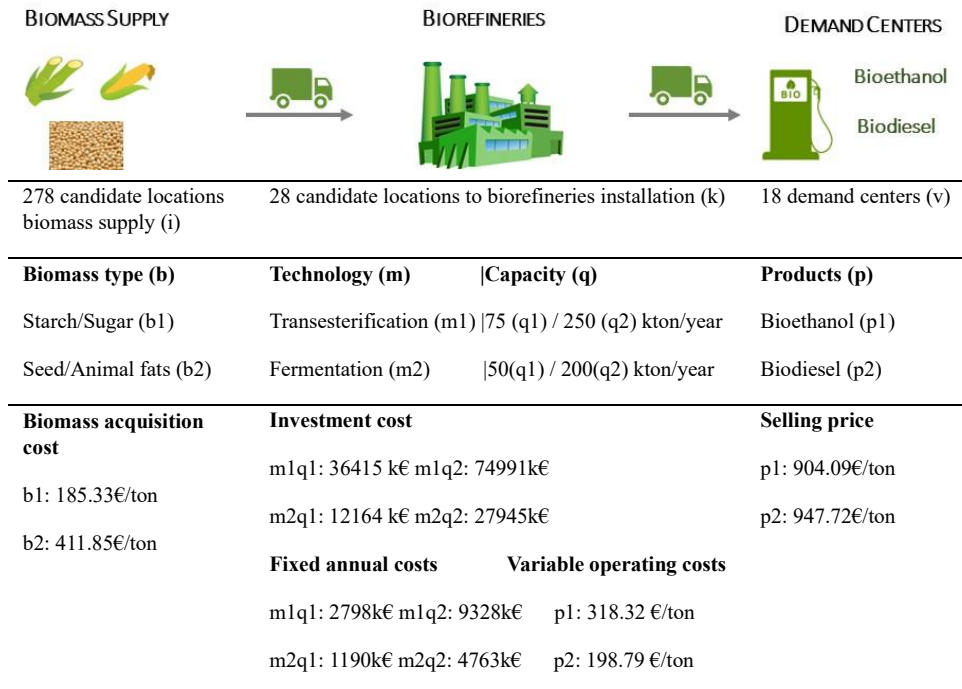 BIOMASS SUPPLY
BIOREFINERIES
DEMAND CENTERS
Bioethanol
BIO
Biodiesel
278 candidate locations biomass supply (i)
28 candidate locations to biorefineries installation (k)
18 demand centers (v)
Biomass type (b)
Technology (m) |Capacity (q)
Products (p)
Starch/Sugar (b1)
Transesterification (m1) |75 (q1) / 250 (q2) kton/year
Bioethanol (p1)
Seed/Animal fats (b2)
Fermentation (m2) |50(q1) / 200(q2) kton/year
Biodiesel (p2)
Biomass acquisition
cost
b1: 185.33€/ton
b2: 411.85€/ton
Investment cost
m1q1: 36415 k€ m1q2: 74991k€
m2q1: 12164 k€ m2q2: 27945k€
Fixed annual costs Variable operating costs
m1q1: 2798k€ m1q2: 9328k€ p1: 318.32 €/ton
m2q1: 1190k€ m2q2: 4763k€ p2: 198.79 €/ton
Selling price
p1: 904.09€/ton
p2: 947.72€/ton